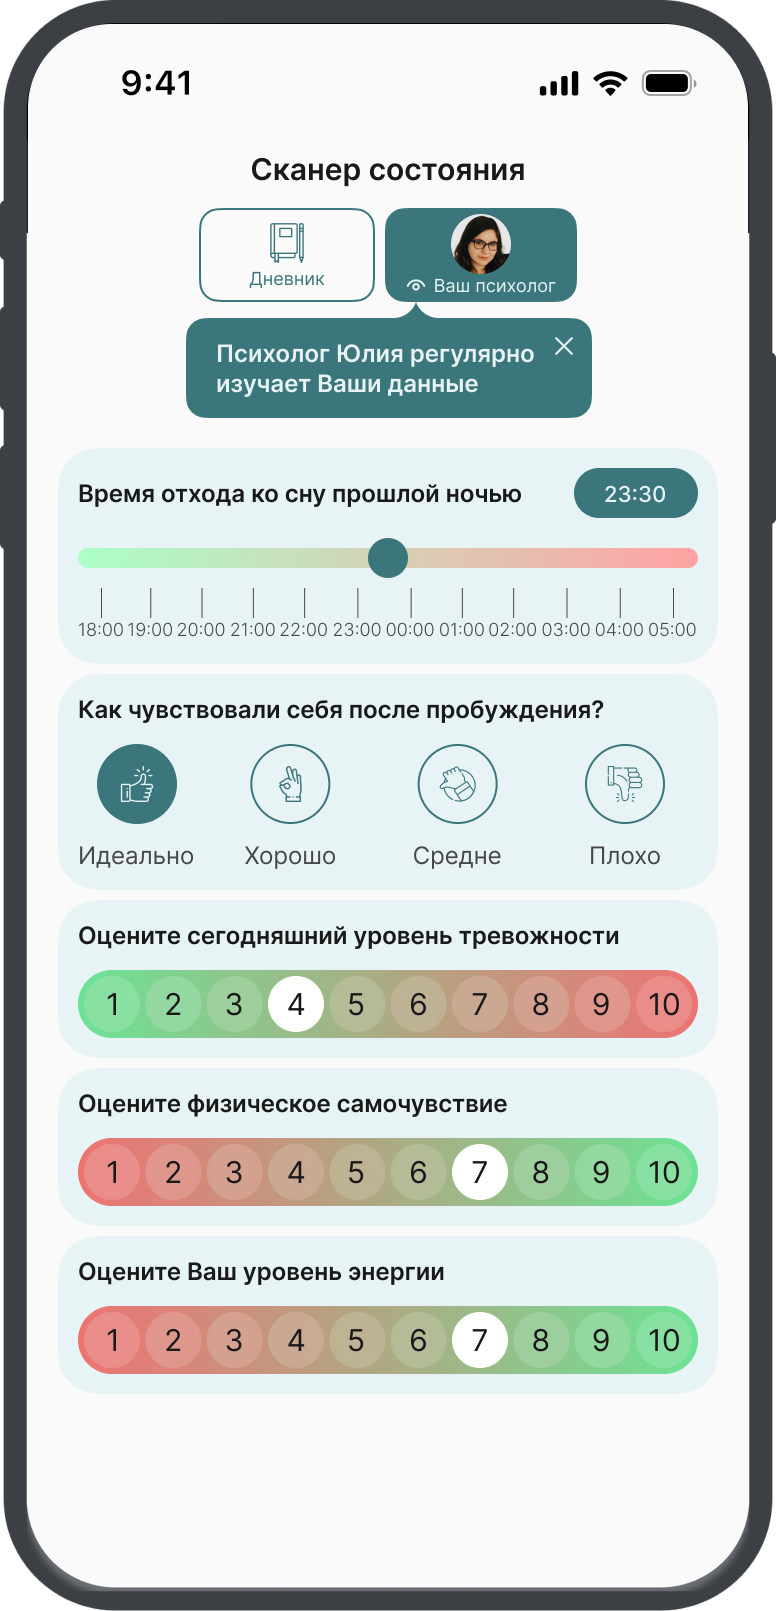 9:41
Сканер состояния
Дневник
Ваш психолог
Психолог Юлия регулярно
изучает Ваши данные
Время отхода ко сну прошлой ночью
23:30
18:00 19:00 20:00 21:00 22:00 23:00 00:00 01:00 02:00 03:00 04:00 05:00
Как чувствовали себя после пробуждения?
Идеально Хорошо Средне Плохо
Оцените сегодняшний уровень тревожности
1 2 3 4 5 6 7 8 9 10
Оцените физическое самочувствие
1 2 3 4 5 6 7 8 9 10
Оцените Ваш уровень энергии
1 2 3 4 5 6 7 8 9 10